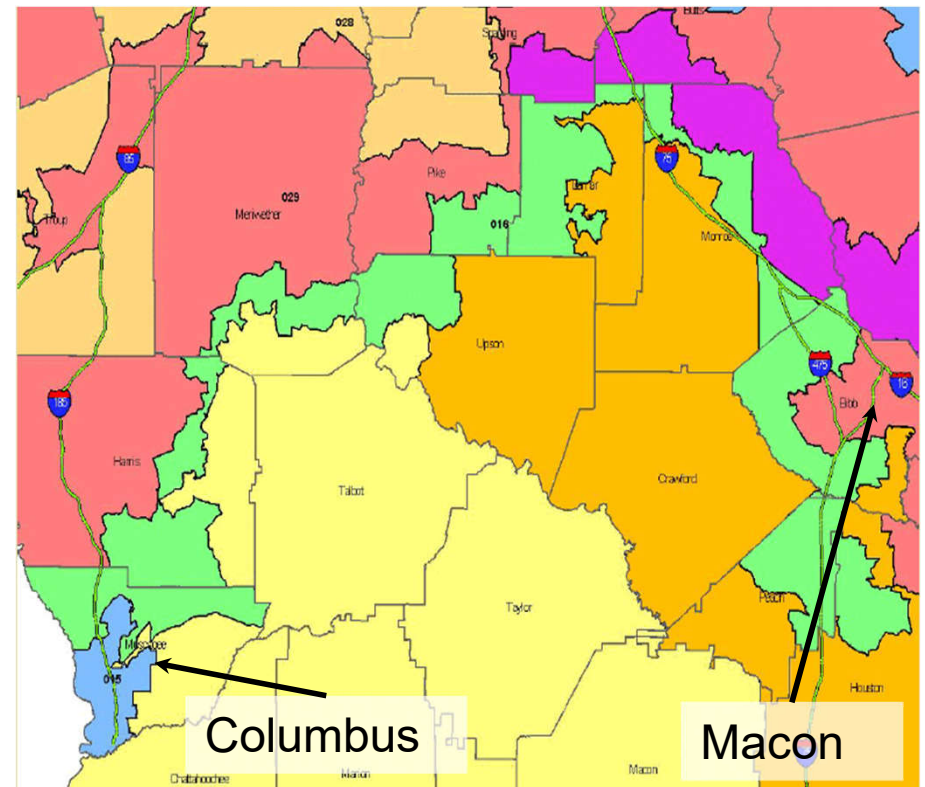 Butts
028
Spalding
85
75
Pike
Lamar
029
Meriwether
Troup
016
Monroe
Upson
475
16
185
Bibb
Harris
Talbot
Crawford
Taylor
Peach
Muscogee
015
Houston
Columbus
Macon
Chattahoochee
Marion
Macon